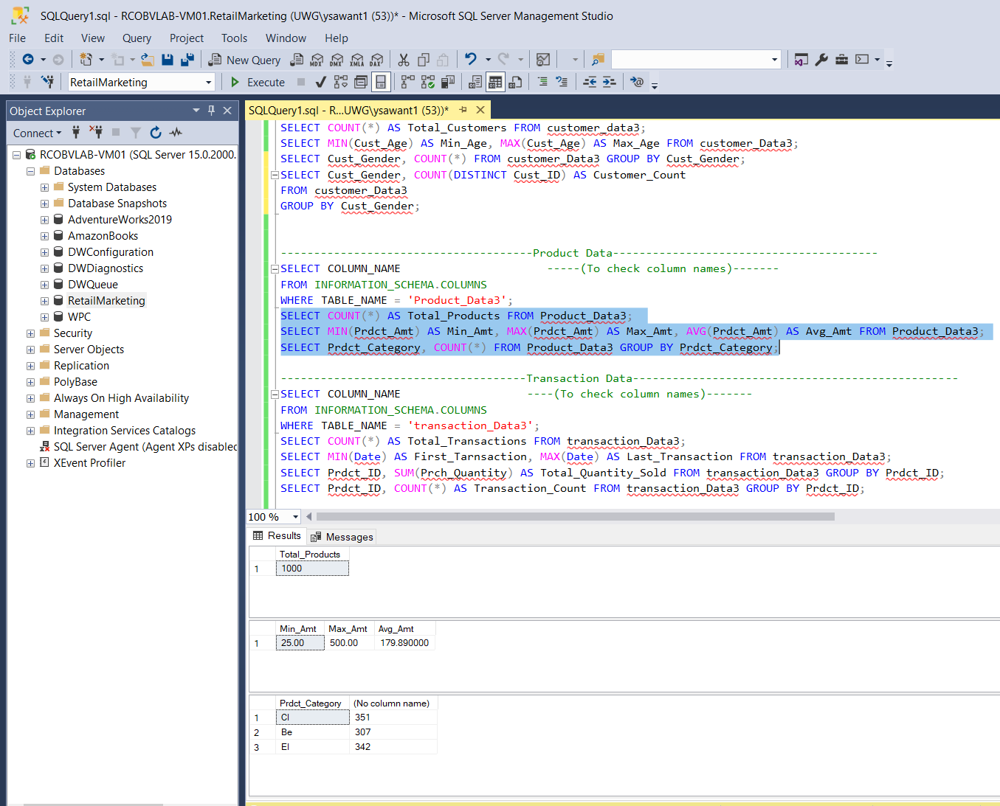 SQLQuery1.sql - RCOBVLAB-VM01.RetailMarketing (UWG\ysawant1 (53))* - Microsoft SQL Server Management Studio
File Edit View Query Project Tools Window Help
New Query MDX DMX XMLA DAX
RetailMarketing Execute
Object Explorer
Connect
RCOBVLAB-VM01 (SQL Server 15.0.2000.
Databases
System Databases
Database Snapshots
AdventureWorks2019
AmazonBooks
DWConfiguration
DWDiagnostics
DWQueue
RetailMarketing
WPC
Security
Server Objects
Replication
PolyBase
Always On High Availability
Management
Integration Services Catalogs
SQL Server Agent (Agent XPs disabled
XEvent Profiler
SQLQuery1.sql - R...UWG\ysawant1 (53))*
SELECT COUNT(*) AS Total_Customers FROM customer_data3;
SELECT MIN(Cust_Age) AS Min_Age, MAX(Cust_Age) AS Max_Age FROM customer_Data3;
SELECT Cust_Gender, COUNT(*) FROM customer_Data3 GROUP BY Cust_Gender;
SELECT Cust_Gender, COUNT(DISTINCT Cust_ID) AS Customer_Count
FROM customer_Data3
GROUP BY Cust_Gender;
--------------------------------------Product Data----------------------------------------
SELECT COLUMN_NAME -----(To check column names)-------
FROM INFORMATION_SCHEMA.COLUMNS
WHERE TABLE_NAME = 'Product_Data3';
SELECT COUNT(*) AS Total_Products FROM Product_Data3;
SELECT MIN(Prdct_Amt) AS Min_Amt, MAX(Prdct_Amt) AS Max_Amt, AVG(Prdct_Amt) AS Avg_Amt FROM Product_Data3;
SELECT Prdct_Category, COUNT(*) FROM Product_Data3 GROUP BY Prdct_Category;
-------------------------------------Transaction Data-------------------------------------------------
SELECT COLUMN_NAME ----(To check column names)-------
FROM INFORMATION_SCHEMA.COLUMNS
WHERE TABLE_NAME = 'transaction_Data3';
SELECT COUNT(*) AS Total_Transactions FROM transaction_Data3;
SELECT MIN(Date) AS First_Tarnsaction, MAX(Date) AS Last_Transaction FROM transaction_Data3;
SELECT Prdct_ID, SUM(Prch_Quantity) AS Total_Quantity_Sold FROM transaction_Data3 GROUP BY Prdct_ID;
SELECT Prdct_ID, COUNT(*) AS Transaction_Count FROM transaction_Data3 GROUP BY Prdct_ID;
100 %
Results Messages
Total_Products
1 1000
Min_Amt Max_Amt Avg_Amt
1 25.00 500.00 179.890000
Prdct_Category (No column name)
1 Cl 351
2 Be 307
3 El 342